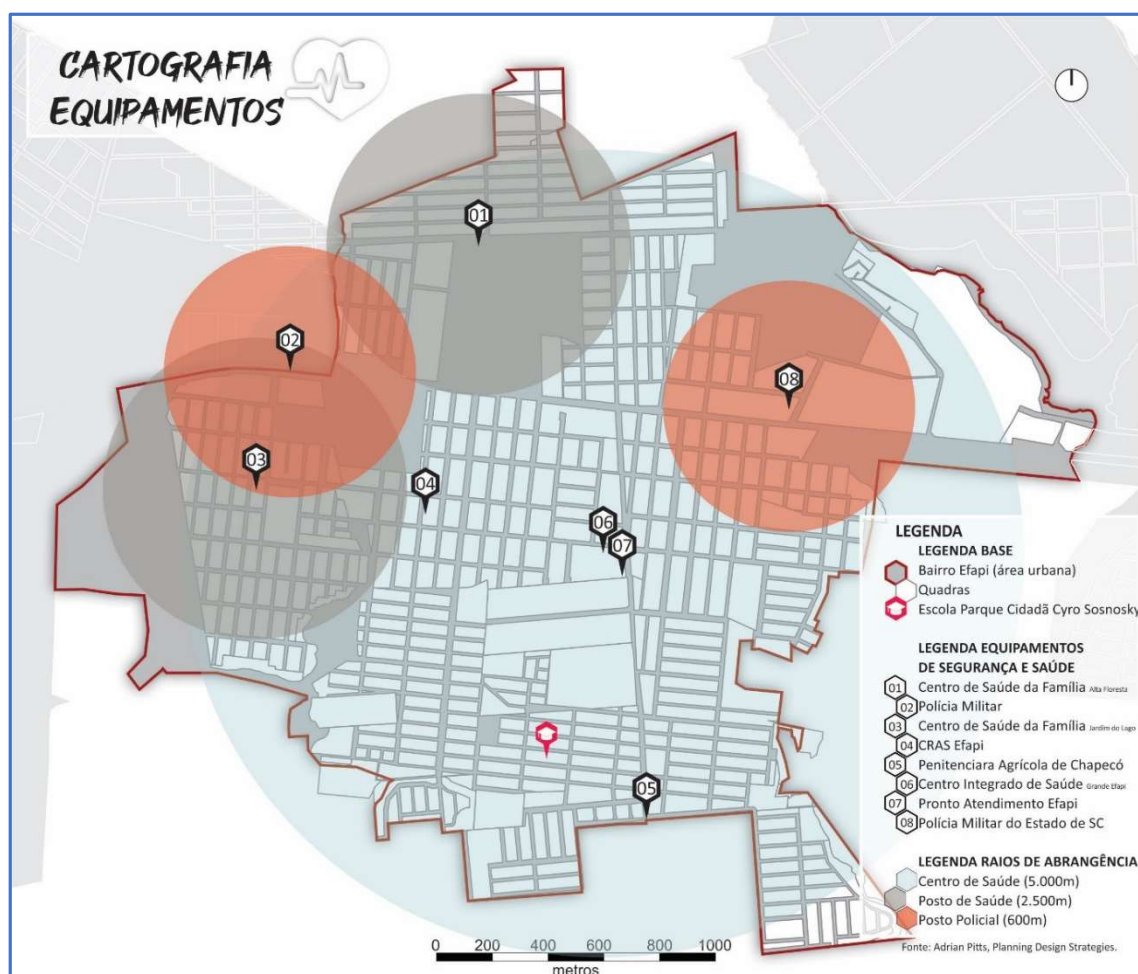 CARTOGRAFIA
EQUIPAMENTOS
01
02
03
04
05
06
07
08
LEGENDA
LEGENDA BASE
Bairro Efapi (área urbana)
Quadras
Escola Parque Cidadã Cyro Sosnosky
LEGENDA EQUIPAMENTOS
DE SEGURANÇA E SAÚDE
01 Centro de Saúde da Família Alta Floresta
02 Polícia Militar
03 Centro de Saúde da Família Jardim do Lago
04 CRAS Efapi
05 Penitenciara Agrícola de Chapecó
06 Centro Integrado de Saúde Grande Efapi
07 Pronto Atendimento Efapi
08 Polícia Militar do Estado de SC
LEGENDA RAIOS DE ABRANGÊNCIA
Centro de Saúde (5.000m)
Posto de Saúde (2.500m)
Posto Policial (600m)
Fonte: Adrian Pitts, Planning Design Strategies.
0 200 400 600 800 1000
metros